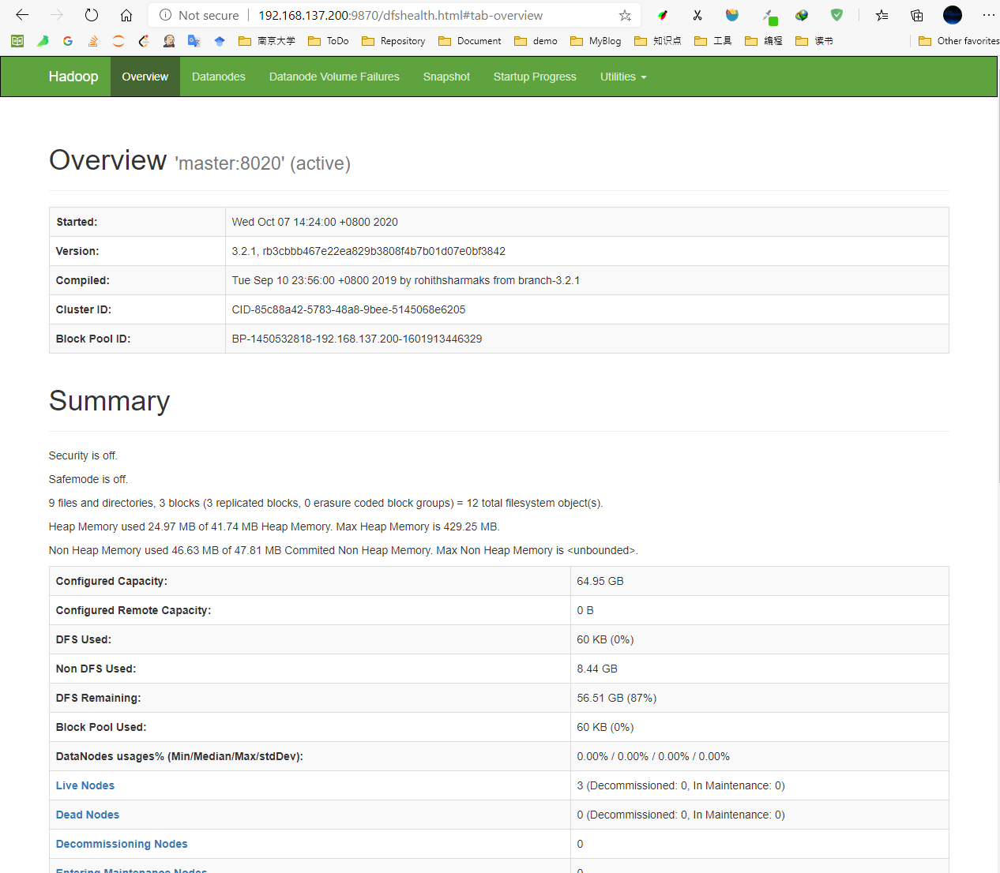 Not secure | 192.168.137.200:9870/dfshealth.html#tab-overview
南京大学 ToDo Repository Document demo MyBlog 知识点 工具 编程 读书 Other favorites
Hadoop Overview Datanodes Datanode Volume Failures Snapshot Startup Progress Utilities
Overview 'master:8020' (active)
Started: Wed Oct 07 14:24:00 +0800 2020
Version: 3.2.1, rb3cbbb467e22ea829b3808f4b7b01d07e0bf3842
Compiled: Tue Sep 10 23:56:00 +0800 2019 by rohithsharmaks from branch-3.2.1
Cluster ID: CID-85c88a42-5783-48a8-9bee-5145068e6205
Block Pool ID: BP-1450532818-192.168.137.200-1601913446329
Summary
Security is off.
Safemode is off.
9 files and directories, 3 blocks (3 replicated blocks, 0 erasure coded block groups) = 12 total filesystem object(s).
Heap Memory used 24.97 MB of 41.74 MB Heap Memory. Max Heap Memory is 429.25 MB.
Non Heap Memory used 46.63 MB of 47.81 MB Commited Non Heap Memory. Max Non Heap Memory is <unbounded>.
Configured Capacity: 64.95 GB
Configured Remote Capacity: 0 B
DFS Used: 60 KB (0%)
Non DFS Used: 8.44 GB
DFS Remaining: 56.51 GB (87%)
Block Pool Used: 60 KB (0%)
DataNodes usages% (Min/Median/Max/stdDev): 0.00% / 0.00% / 0.00% / 0.00%
Live Nodes 3 (Decommissioned: 0, In Maintenance: 0)
Dead Nodes 0 (Decommissioned: 0, In Maintenance: 0)
Decommissioning Nodes 0
Entering Maintenance Nodes 0